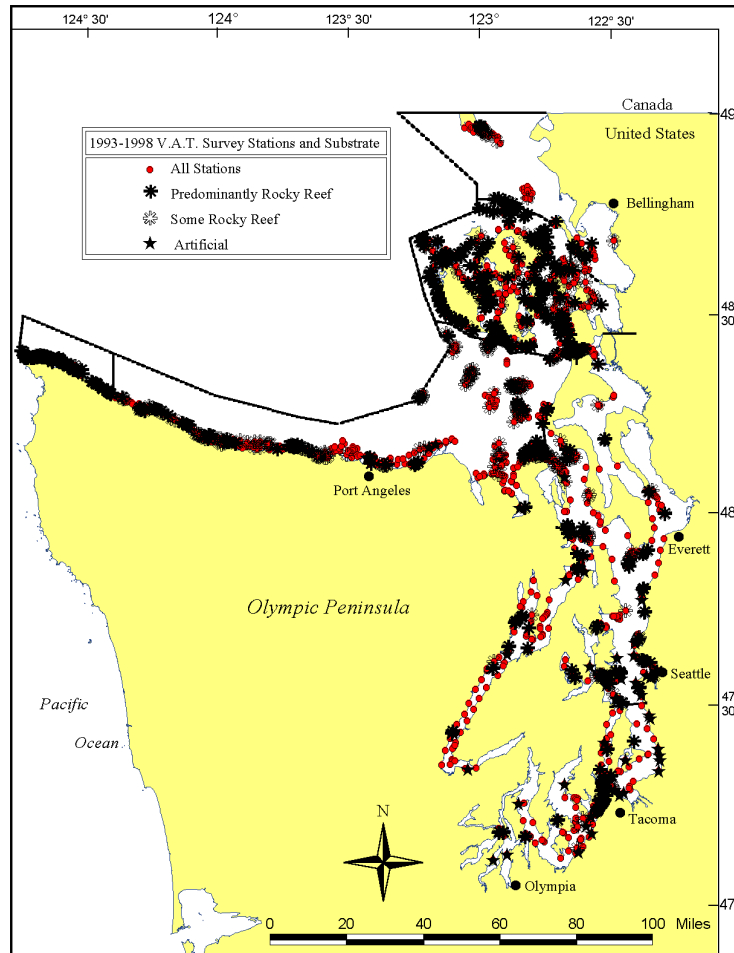 124° 30'
124°
123° 30'
123°
122° 30'
49
Canada
United States
1993-1998 V.A.T. Survey Stations and Substrate
All Stations
Predominantly Rocky Reef
Some Rocky Reef
Artificial
Bellingham
48
30
Port Angeles
48
Everett
Olympic Peninsula
Seattle
Pacific
Ocean
47
30
N
Tacoma
Olympia
47
0 20 40 60 80 100 Miles